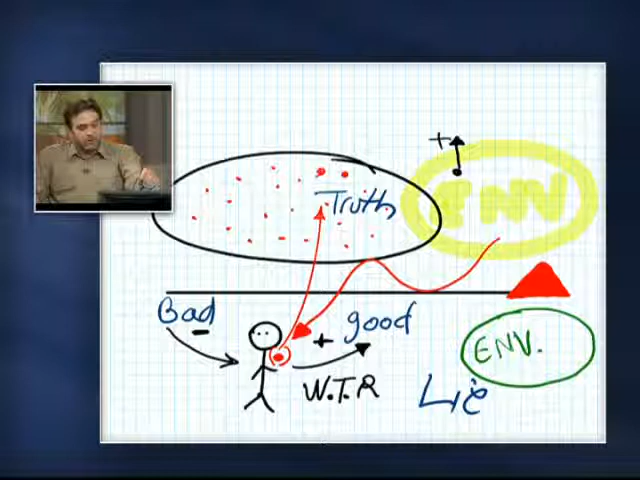 +
ENV
Truth
Bad
good
+
ENV.
W.T.R
Lie